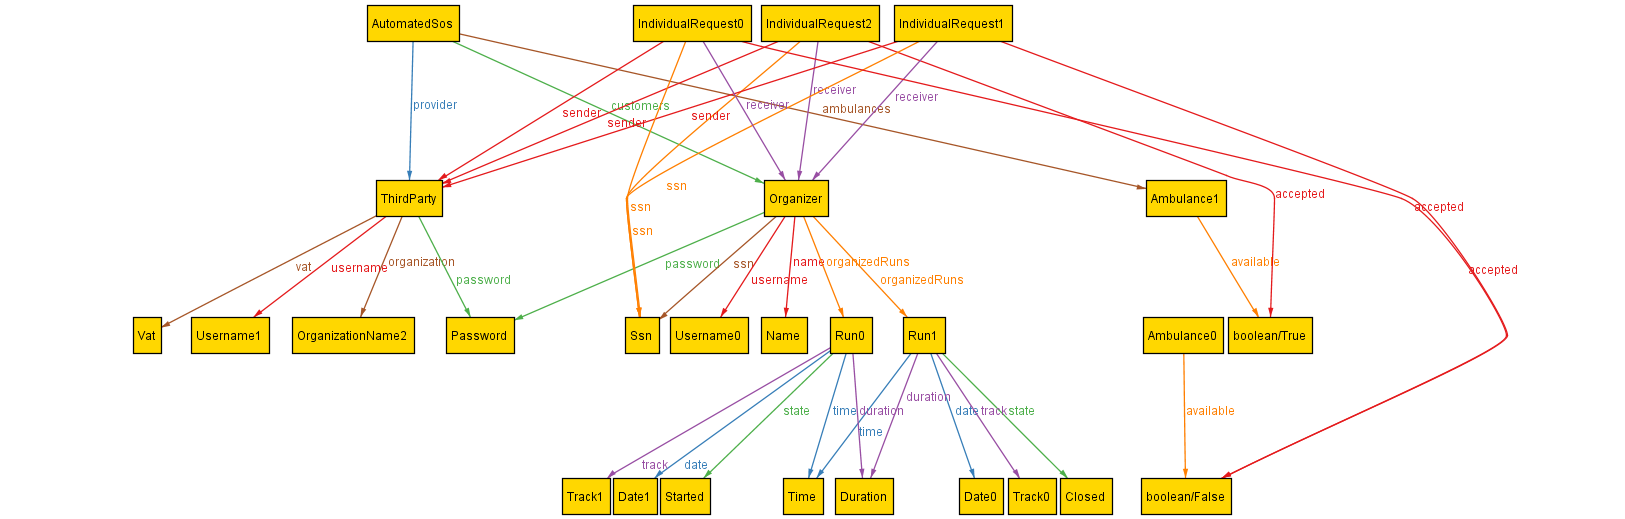 AutomatedSos
IndividualRequest0
IndividualRequest2
IndividualRequest1
provider
customers
sender
sender
sender
receiver
receiver
receiver
ambulances
ThirdParty
ssn
ssn
ssn
Organizer
Ambulance1
accepted
accepted
accepted
vat
username
organization
password
password
ssn
username
name
organizedRuns
organizedRuns
available
Vat
Username1
OrganizationName2
Password
Ssn
Username0
Name
Run0
Run1
Ambulance0
boolean/True
track
date
state
time
duration
time
duration
date
track
state
available
Track1
Date1
Started
Time
Duration
Date0
Track0
Closed
boolean/False